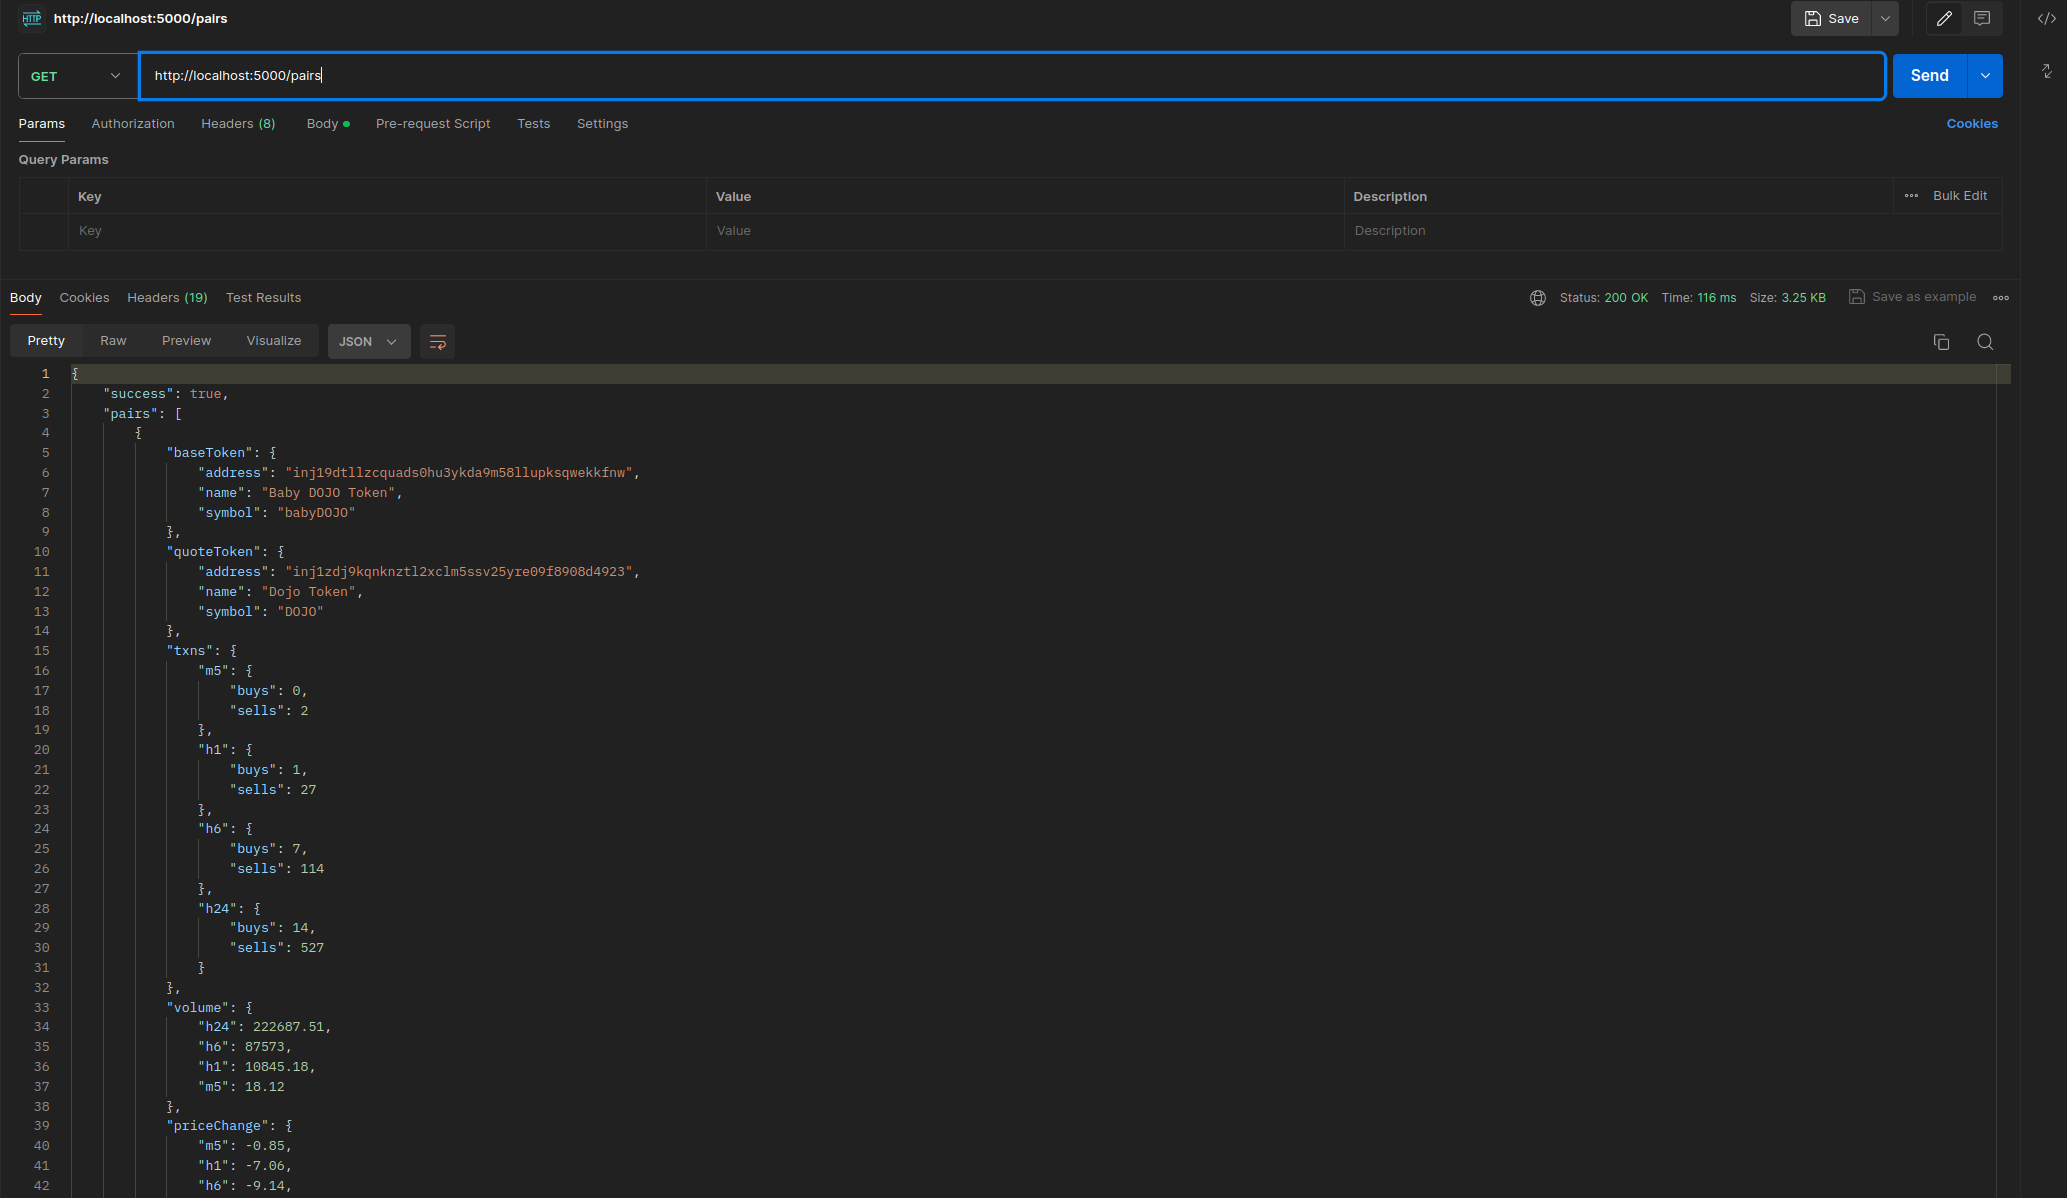 HTTP http://localhost:5000/pairs Save
GET http://localhost:5000/pairs Send
Params Authorization Headers (8) Body Pre-request Script Tests Settings Cookies
Query Params
Key Value Description Bulk Edit
Key Value Description
Body Cookies Headers (19) Test Results Status: 200 OK Time: 116 ms Size: 3.25 KB Save as example
Pretty Raw Preview Visualize JSON
1 {
2 "success": true,
3 "pairs": [
4 {
5 "baseToken": {
6 "address": "inj19dtllzcquads0hu3ykda9m58llupksqwekkfnw",
7 "name": "Baby DOJO Token",
8 "symbol": "babyDOJO"
9 },
10 "quoteToken": {
11 "address": "inj1zdj9kqnknztl2xclm5ssv25yre09f8908d4923",
12 "name": "Dojo Token",
13 "symbol": "DOJO"
14 },
15 "txns": {
16 "m5": {
17 "buys": 0,
18 "sells": 2
19 },
20 "h1": {
21 "buys": 1,
22 "sells": 27
23 },
24 "h6": {
25 "buys": 7,
26 "sells": 114
27 },
28 "h24": {
29 "buys": 14,
30 "sells": 527
31 }
32 },
33 "volume": {
34 "h24": 222687.51,
35 "h6": 87573,
36 "h1": 10845.18,
37 "m5": 18.12
38 },
39 "priceChange": {
40 "m5": -0.85,
41 "h1": -7.06,
42 "h6": -9.14,